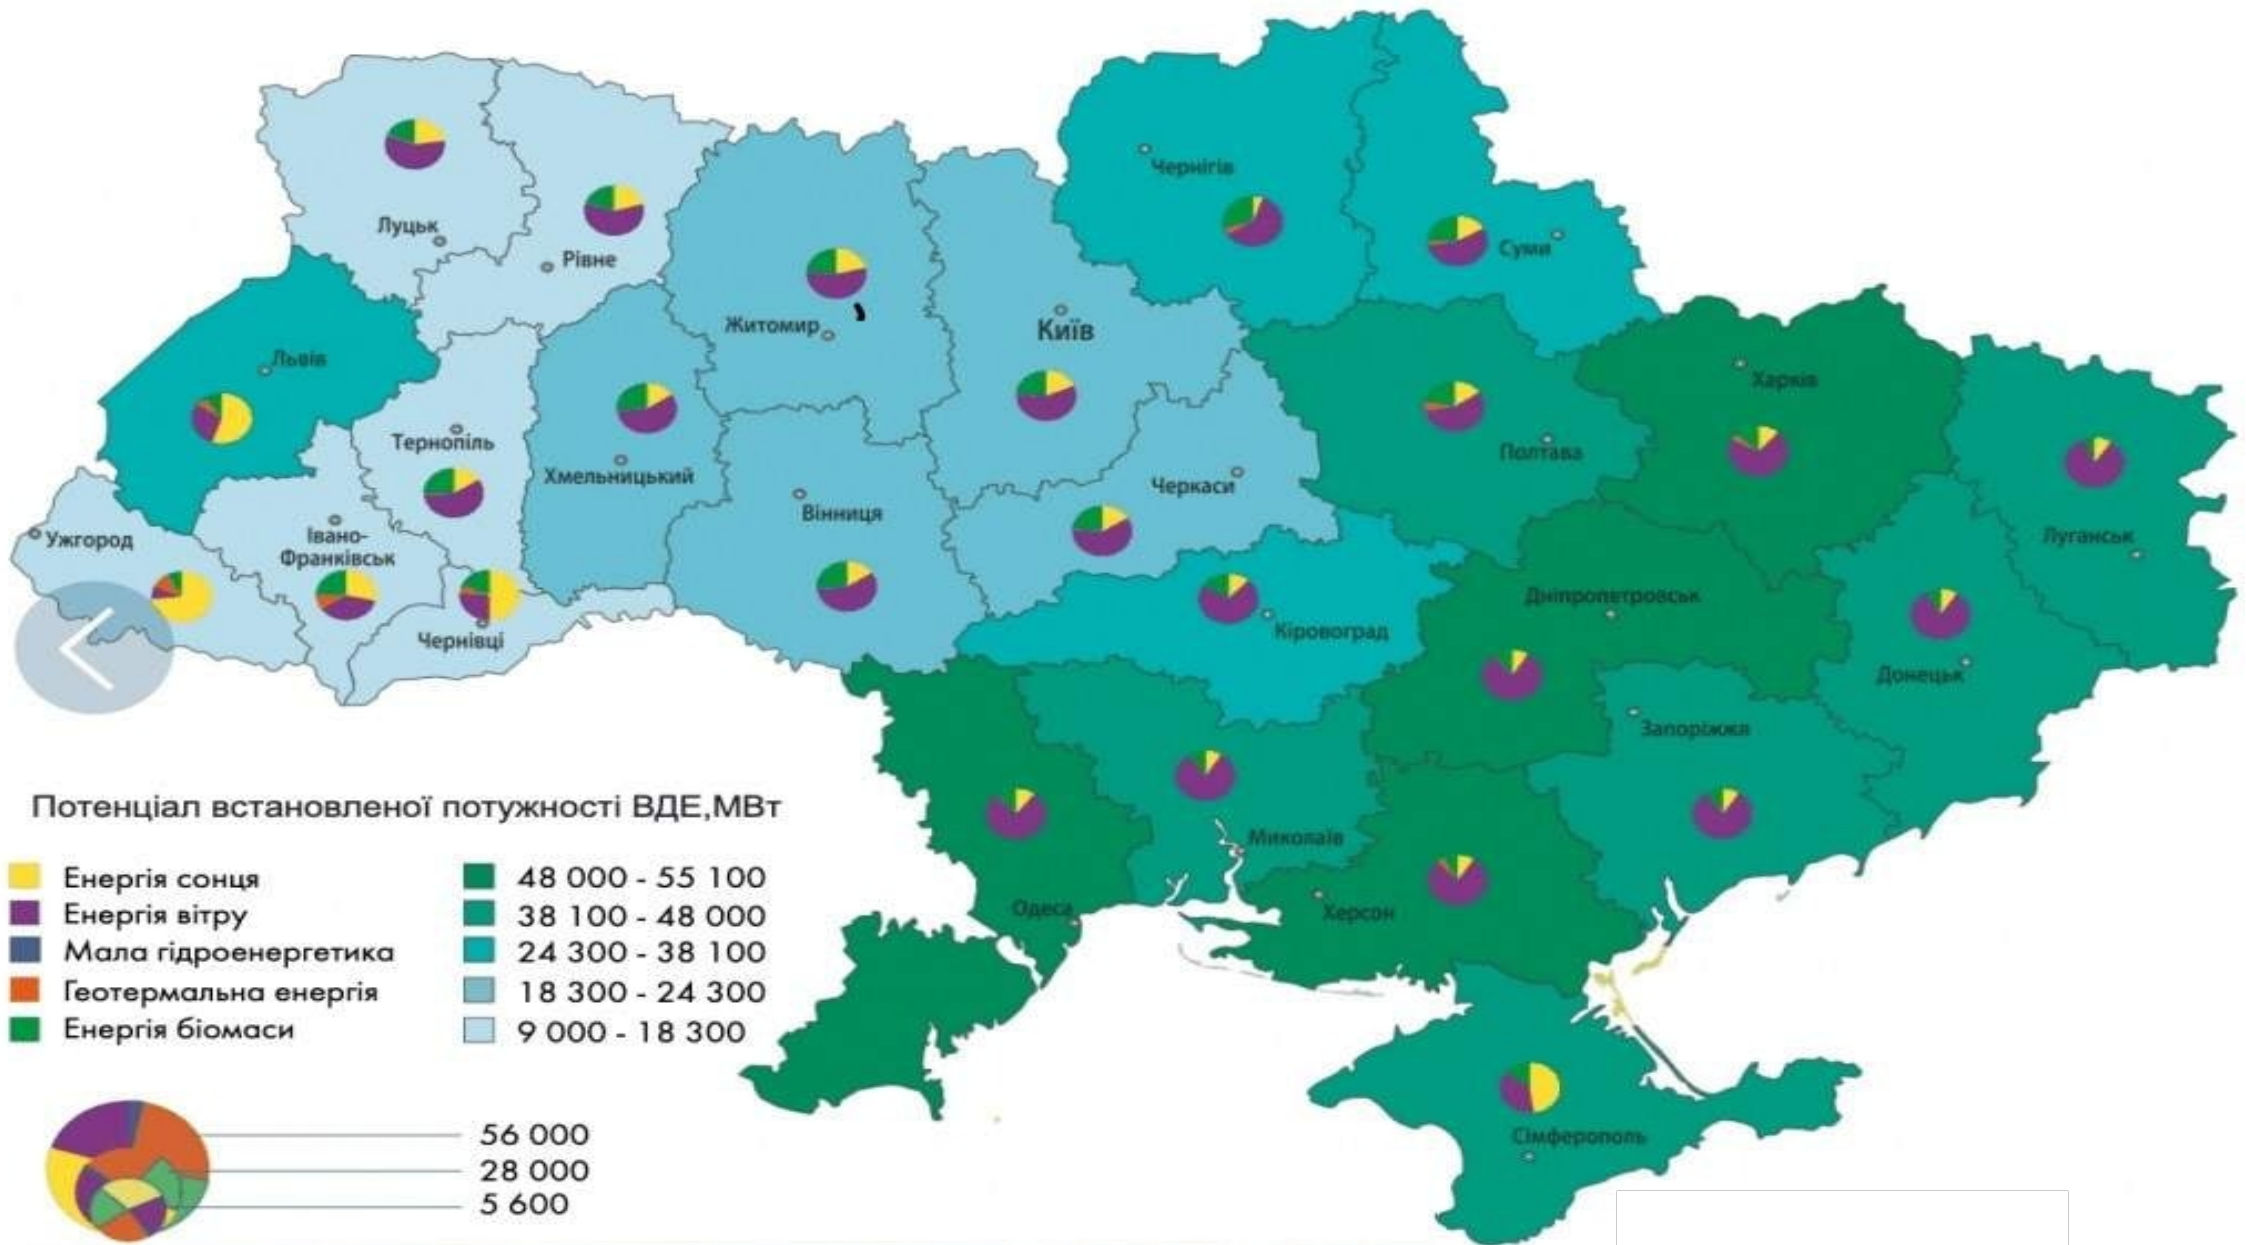 Чернігів
Суми
Луцьк
Рівне
Житомир
Київ
Львів
Харків
Тернопіль
Хмельницький
Полтава
Черкаси
Вінниця
Ужгород
Івано-
Франківськ
Луганськ
Дніпропетровськ
Кіровоград
Чернівці
Донецьк
Запоріжжя
Миколаїв
Одеса
Херсон
Сімферополь
Потенціал встановленої потужності ВДЕ,МВт
Енергія сонця
Енергія вітру
Мала гідроенергетика
Геотермальна енергія
Енергія біомаси
48 000 - 55 100
38 100 - 48 000
24 300 - 38 100
18 300 - 24 300
9 000 - 18 300
56 000
28 000
5 600